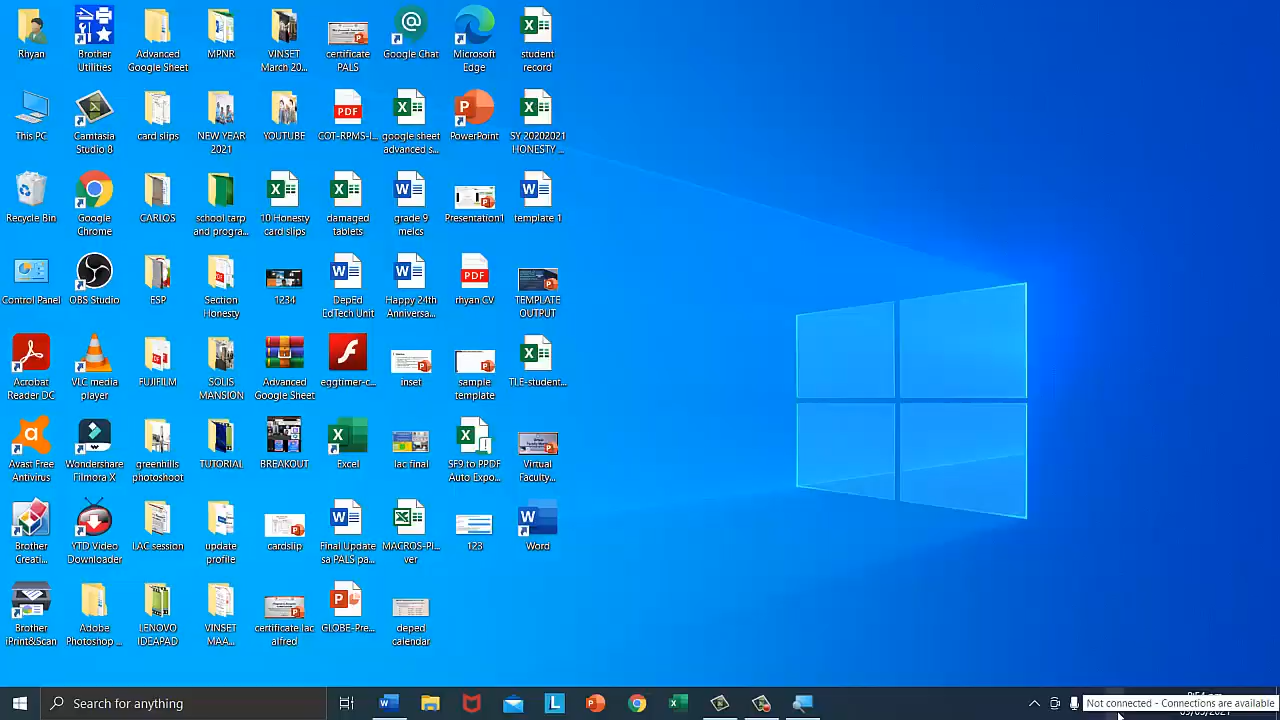 Rhyan
Brother
Utilities
Advanced
Google Sheet
MPNR
VINSET
March 20...
certificate
PALS
Google Chat
Microsoft
Edge
student
record
This PC
Camtasia
Studio 8
card slips
NEW YEAR
2021
YOUTUBE
PDF
COT-RPMS-I...
google sheet
advanced s...
PowerPoint
SY 20202021
HONESTY ...
Recycle Bin
Google
Chrome
CARLOS
school tarp
and progra...
10 Honesty
card slips
damaged
tablets
grade 9
melcs
Presentation1
template 1
Control Panel
OBS Studio
ESP
Section
Honesty
1234
DepEd
EdTech Unit
Happy 24th
Anniversa...
PDF
rhyan CV
TEMPLATE
OUTPUT
Acrobat
Reader DC
VLC media
player
FUJIFILM
SOLIS
MANSION
Advanced
Google Sheet
eggtimer-c...
inset
sample
template
TLE-student...
Avast Free
Antivirus
Wondershare
Filmora X
greenhills
photoshoot
TUTORIAL
BREAKOUT
Excel
lac final
SF9 to PPDF
Auto Expo...
Virtual
Faculty...
Brother
Creati...
YTD Video
Downloader
LAC session
update
profile
cardslip
Final Update
sa PALS pa...
MACROS-Pl...
ver
123
Word
Brother
iPrint&Scan
Adobe
Photoshop ...
LENOVO
IDEAPAD
VINSET
MAA...
certificate lac
alfred
GLOBE-Pre...
deped
calendar
Search for anything
Not connected - Connections are available